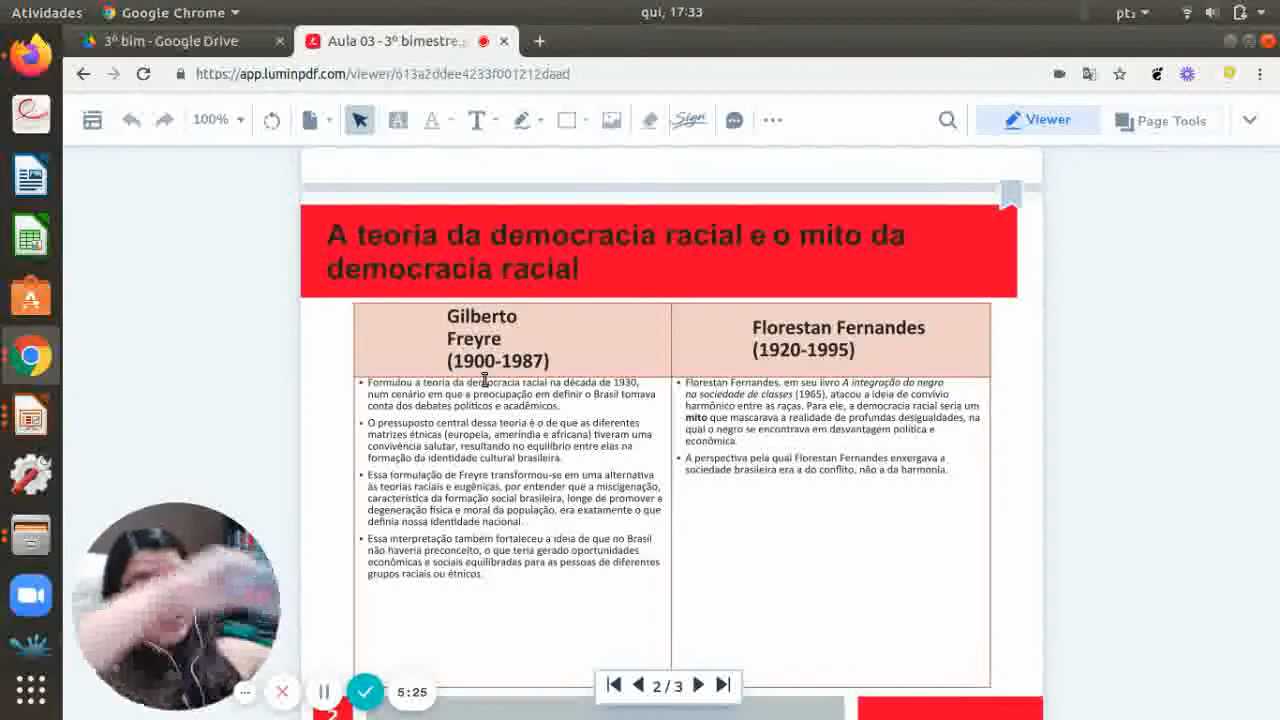 Atividades
Google Chrome
qui, 17:33
pt₁
3º bim - Google Drive
Aula 03 - 3º bimestre
https://app.luminpdf.com/viewer/613a2ddee4233f001212daed
100%
Sign
Viewer
Page Tools
A teoria da democracia racial e o mito da
democracia racial
Gilberto
Freyre
(1900-1987)
Formulou a teoria da democracia racial na década de 1930,
num cenário em que a preocupação em definir o Brasil tomava
conta dos debates políticos e acadêmicos.
O pressuposto central dessa teoria é o de que as diferentes
matrizes étnicas (europeia, ameríndia e africana) tiveram uma
convivência salutar, resultando no equilíbrio entre elas na
formação da identidade cultural brasileira.
Essa formulação de Freyre transformou-se em uma alternativa
às teorias raciais e eugênicas, por entender que a miscigenação,
característica da formação social brasileira, longe de promover a
degeneração física e moral da população, era exatamente o que
definia nossa identidade nacional.
Essa interpretação também fortaleceu a ideia de que no Brasil
não haveria preconceito, o que teria gerado oportunidades
econômicas e sociais equilibradas para as pessoas de diferentes
grupos raciais ou étnicos.
Florestan Fernandes
(1920-1995)
Florestan Fernandes, em seu livro A integração do negro
na sociedade de classes (1965), atacou a ideia de convívio
harmônico entre as raças. Para ele, a democracia racial seria um
mito que mascarava a realidade de profundas desigualdades, na
qual o negro se encontrava em desvantagem política e
econômica.
A perspectiva pela qual Florestan Fernandes enxergava a
sociedade brasileira era a do conflito, não a da harmonia.
5:25
2 / 3
2